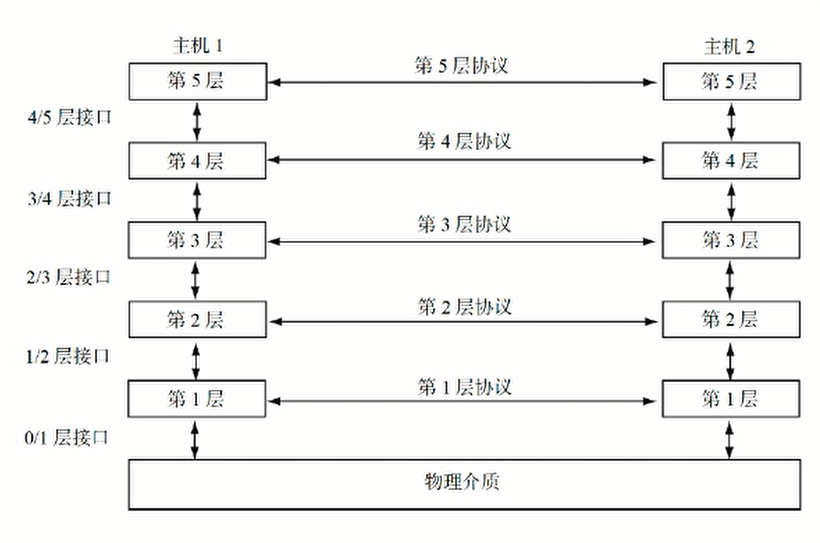 主机 1
主机 2
第 5 层
第 5 层协议
第 5 层
4/5 层接口
第 4 层
第 4 层协议
第 4 层
3/4 层接口
第 3 层
第 3 层协议
第 3 层
2/3 层接口
第 2 层
第 2 层协议
第 2 层
1/2 层接口
第 1 层
第 1 层协议
第 1 层
0/1 层接口
物理介质